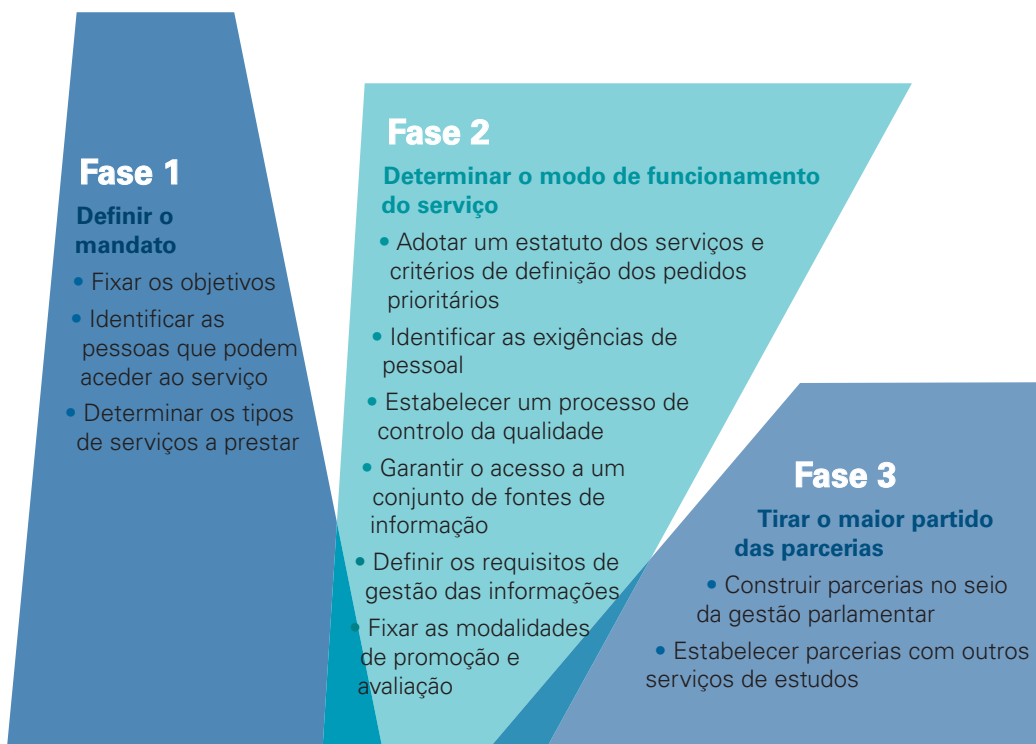 Fase 1
Definir o
mandato
• Fixar os objetivos
• Identificar as
pessoas que podem
aceder ao serviço
• Determinar os tipos
de serviços a prestar
Fase 2
Determinar o modo de funcionamento
do serviço
• Adotar um estatuto dos serviços e
critérios de definição dos pedidos
prioritários
• Identificar as exigências de
pessoal
• Estabelecer um processo de
controlo da qualidade
• Garantir o acesso a um
conjunto de fontes de
informação
• Definir os requisitos de
gestão das informações
• Fixar as modalidades
de promoção e
avaliação
Fase 3
Tirar o maior partido
das parcerias
• Construir parcerias no seio
da gestão parlamentar
• Estabelecer parcerias com outros
serviços de estudos